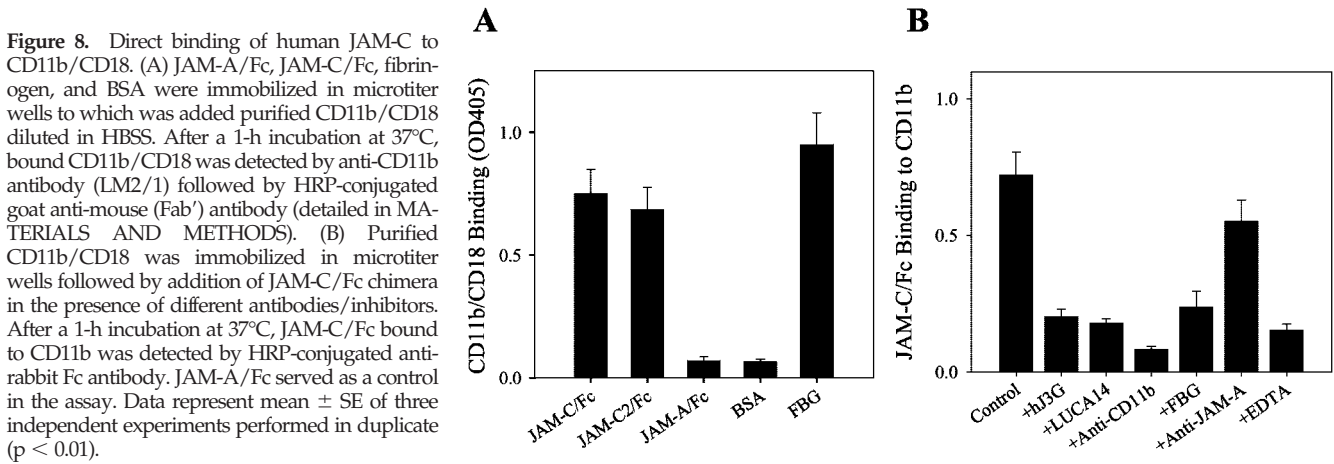 Figure 8. Direct binding of human JAM-C to
CD11b/CD18. (A) JAM-A/Fc, JAM-C/Fc, fibrin-
ogen, and BSA were immobilized in microtiter
wells to which was added purified CD11b/CD18
diluted in HBSS. After a 1-h incubation at 37°C,
bound CD11b/CD18 was detected by anti-CD11b
antibody (LM2/1) followed by HRP-conjugated
goat anti-mouse (Fab′) antibody (detailed in MA-
TERIALS AND METHODS). (B) Purified
CD11b/CD18 was immobilized in microtiter
wells followed by addition of JAM-C/Fc chimera
in the presence of different antibodies/inhibitors.
After a 1-h incubation at 37°C, JAM-C/Fc bound
to CD11b was detected by HRP-conjugated anti-
rabbit Fc antibody. JAM-A/Fc served as a control
in the assay. Data represent mean ± SE of three
independent experiments performed in duplicate
(p < 0.01).
A
CD11b/CD18 Binding (OD405)
1.0
0.5
0.0
JAM-C/Fc
JAM-C2/Fc
JAM-A/Fc
BSA
FBG
B
JAM-C/Fc Binding to CD11b
1.0
0.5
0.0
Control
+hJ3G
+LUCA14
+Anti-CD11b
+FBG
+Anti-JAM-A
+EDTA